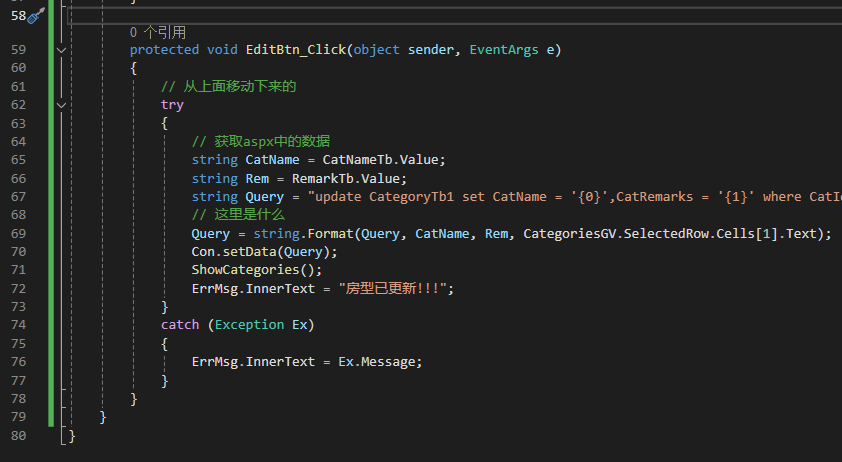 58
0 个引用
59 protected void EditBtn_Click(object sender, EventArgs e)
60 {
61 // 从上面移动下来的
62 try
63 {
64 // 获取aspx中的数据
65 string CatName = CatNameTb.Value;
66 string Rem = RemarkTb.Value;
67 string Query = "update CategoryTb1 set CatName = '{0}',CatRemarks = '{1}' where
68 // 这里是什么
69 Query = string.Format(Query, CatName, Rem, CategoriesGV.SelectedRow.Cells[1].Text);
70 Con.setData(Query);
71 ShowCategories();
72 ErrMsg.InnerText = "房型已更新!!!";
73 }
74 catch (Exception Ex)
75 {
76 ErrMsg.InnerText = Ex.Message;
77 }
78 }
79 }
80 }